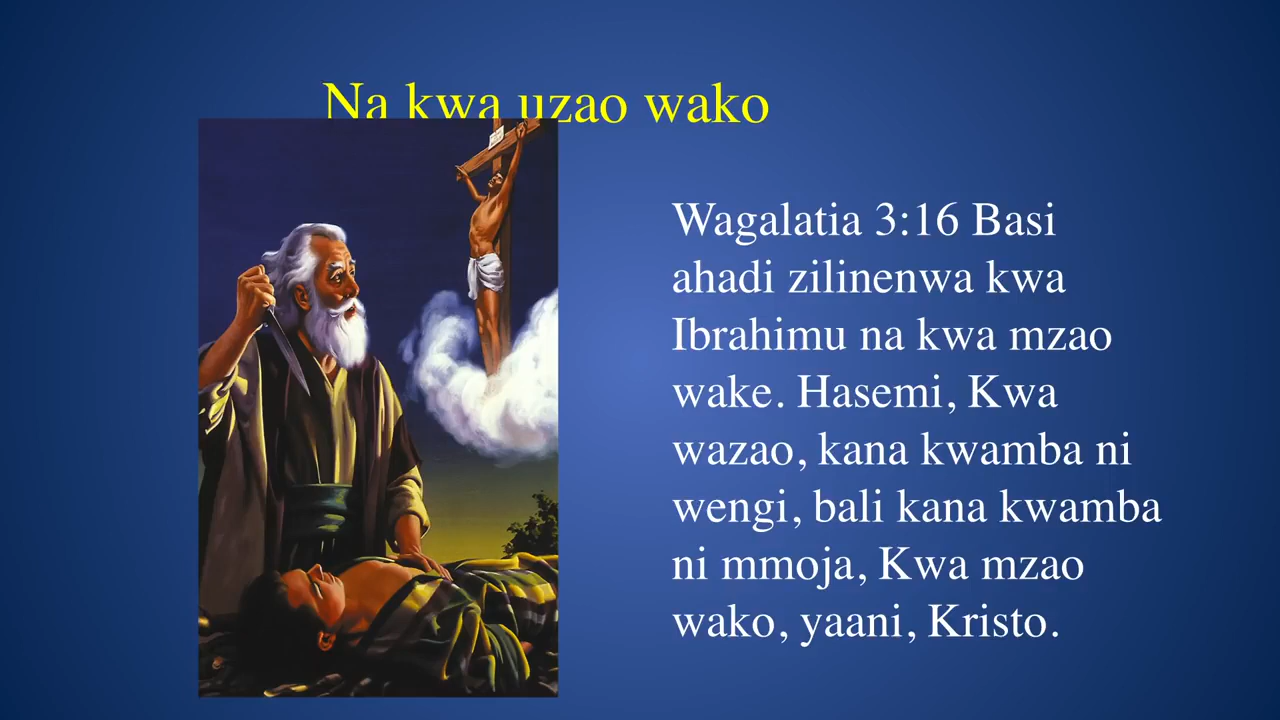 Na kwa uzao wako
Wagalatia 3:16 Basi
ahadi zilinenwa kwa
Ibrahimu na kwa mzao
wake. Hasemi, Kwa
wazao, kana kwamba ni
wengi, bali kana kwamba
ni mmoja, Kwa mzao
wako, yaani, Kristo.